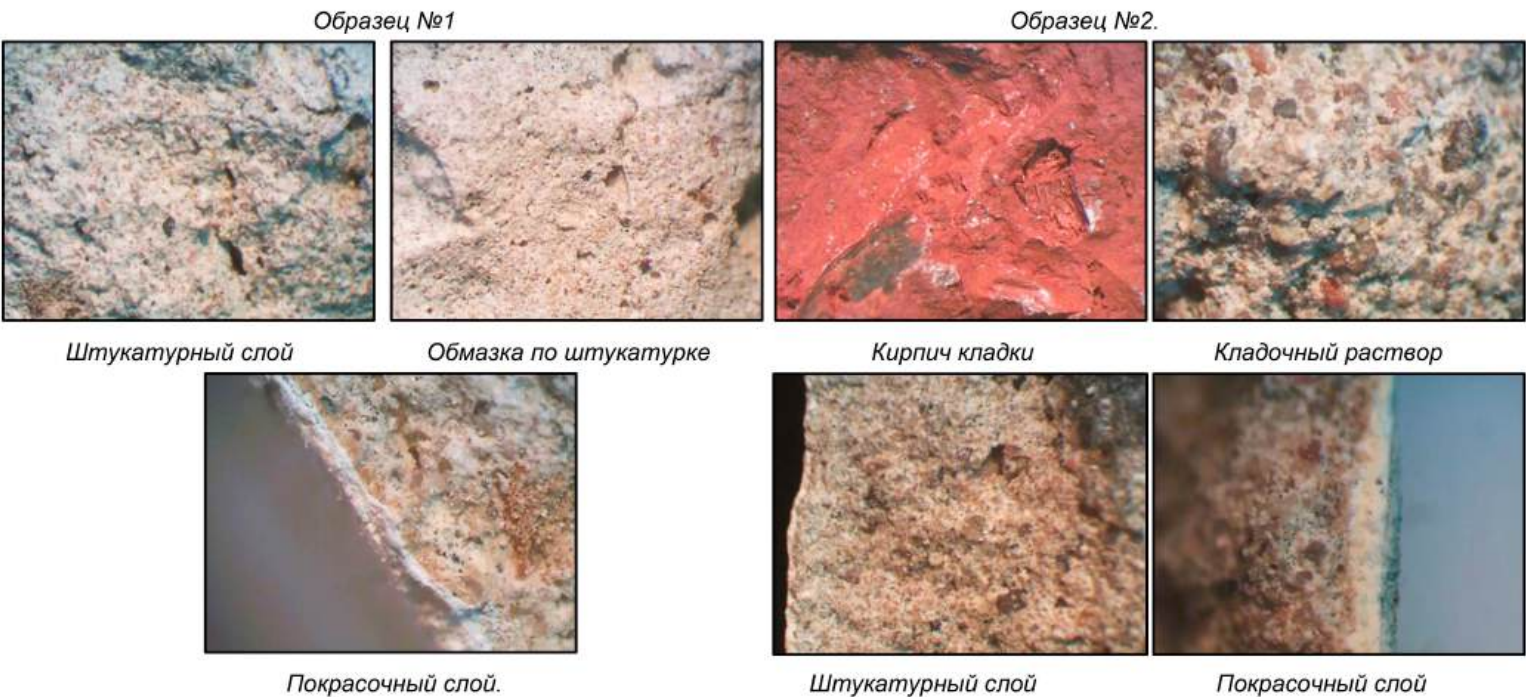 Образец №1
Образец №2.
Штукатурный слой
Обмазка по штукатурке
Кирпич кладки
Кладочный раствор
Покрасочный слой.
Штукатурный слой
Покрасочный слой